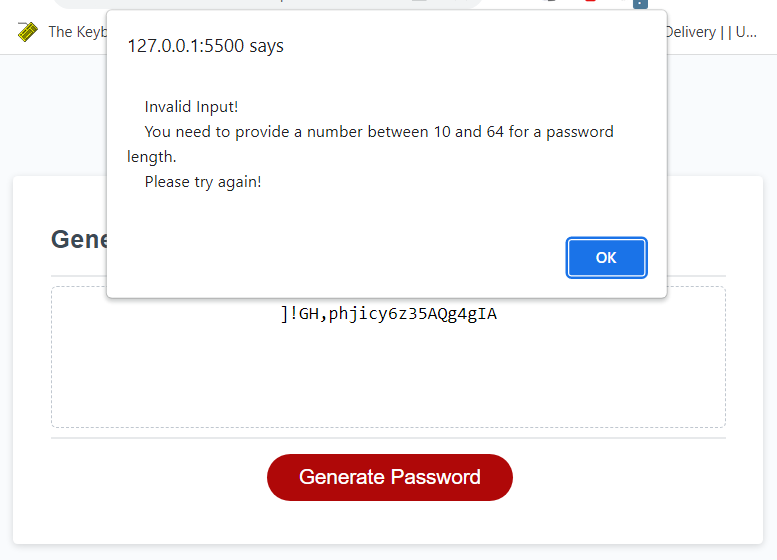 The Keyb
Delivery | | U...
127.0.0.1:5500 says
Invalid Input!
You need to provide a number between 10 and 64 for a password
length.
Please try again!
OK
Gene
]!GH,phjicy6z35AQg4gIA
Generate Password